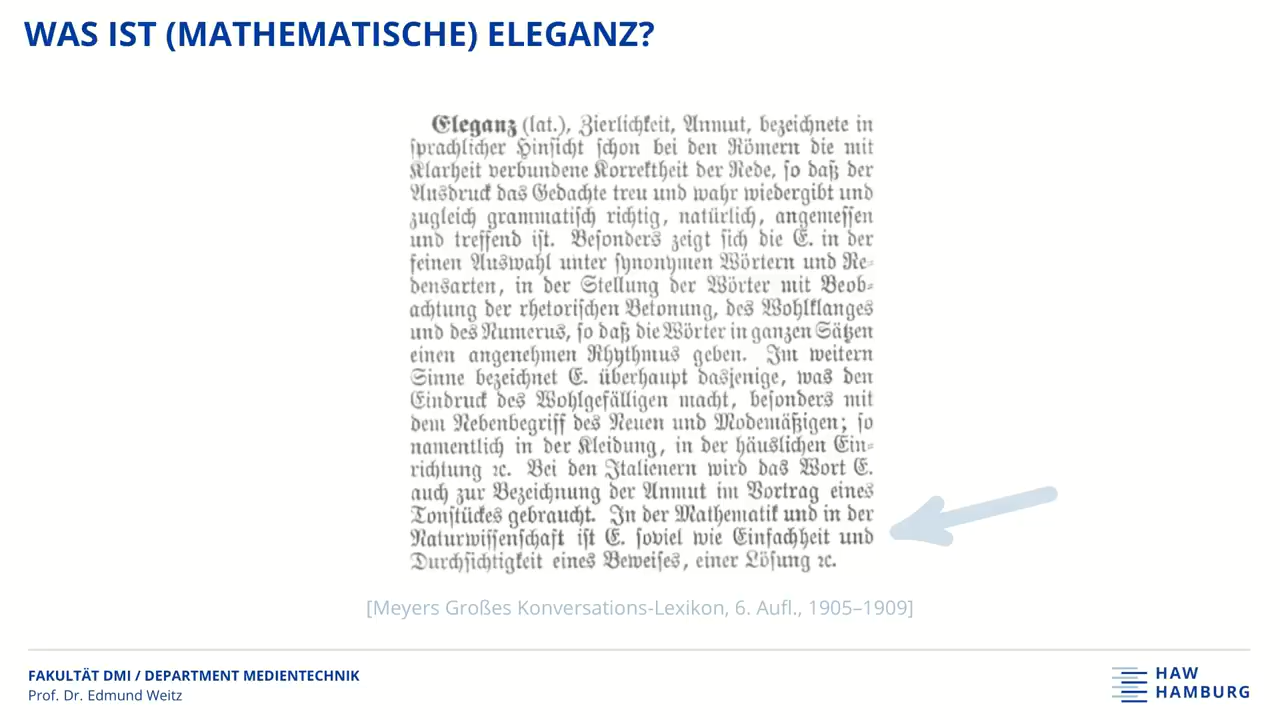 WAS IST (MATHEMATISCHE) ELEGANZ?
Eleganz (lat.), Zierlichkeit, Anmut, bezeichnete in
sprachlicher Hinsicht schon bei den Römern die mit
Klarheit verbundene Korrektheit der Rede, so daß der
Ausdruck das Gedachte treu und wahr wiedergibt und
zugleich grammatisch richtig, natürlich, angemessen
und treffend ist. Besonders zeigt sich die E. in der
feinen Auswahl unter synonymen Wörtern und Re-
densarten, in der Stellung der Wörter mit Beob-
achtung der rhetorischen Betonung, des Wohlklanges
und des Numerus, so daß die Wörter in ganzen Sätzen
einen angenehmen Rhythmus geben. Im weitern
Sinne bezeichnet E. überhaupt dasjenige, was den
Eindruck des Wohlgefälligen macht, besonders mit
dem Nebenbegriff des Neuen und Modemäßigen; so
namentlich in der Kleidung, in der häuslichen Ein-
richtung ꝛc. Bei den Italienern wird das Wort E.
auch zur Bezeichnung der Anmut im Vortrag eines
Tonstückes gebraucht. In der Mathematik und in der
Naturwissenschaft ist E. soviel wie Einfachheit und
Durchsichtigkeit eines Beweises, einer Lösung ꝛc.
[Meyers Großes Konversations-Lexikon, 6. Aufl., 1905–1909]
FAKULTÄT DMI / DEPARTMENT MEDIENTECHNIK
Prof. Dr. Edmund Weitz
HAW
HAMBURG